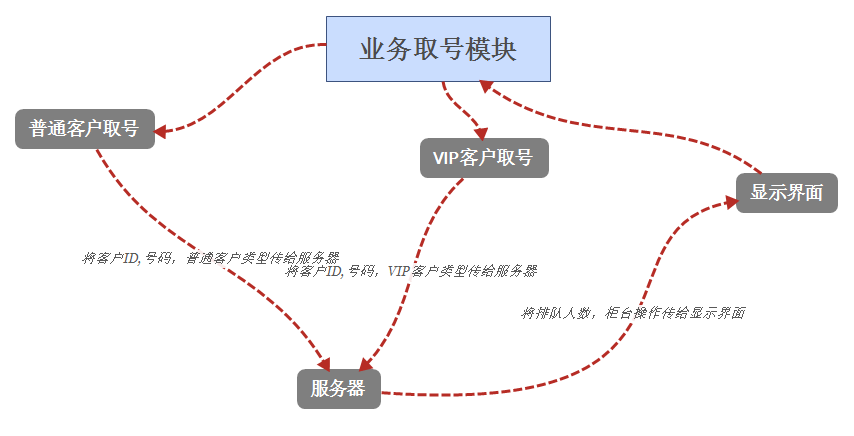 业务取号模块
普通客户取号
VIP客户取号
显示界面
将客户ID,号码，普通客户类型传给服务器
将客户ID,号码，VIP客户类型传给服务器
将排队人数，柜台操作传给显示界面
服务器